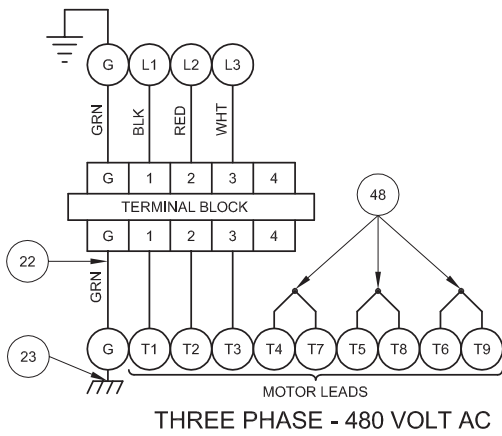 G L1 L2 L3
GRN BLK RED WHT
G 1 2 3 4
TERMINAL BLOCK
G 1 2 3 4
48
22
GRN
23
G T1 T2 T3 T4 T7 T5 T8 T6 T9
MOTOR LEADS
THREE PHASE - 480 VOLT AC